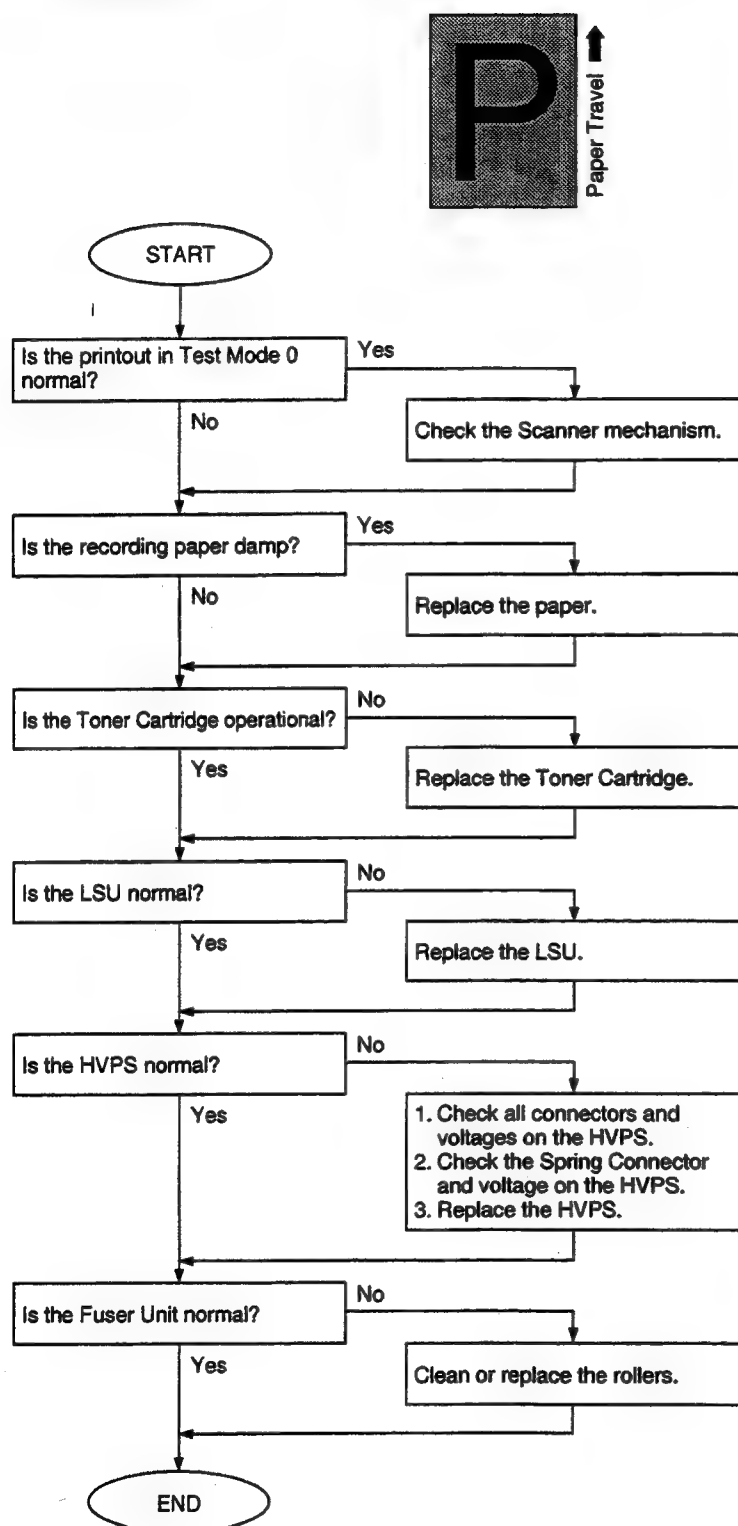 P
Paper Travel
START
Is the printout in Test Mode 0
normal?
Yes
No
Check the Scanner mechanism.
Is the recording paper damp?
Yes
No
Replace the paper.
Is the Toner Cartridge operational?
No
Yes
Replace the Toner Cartridge.
Is the LSU normal?
No
Yes
Replace the LSU.
Is the HVPS normal?
No
Yes
1. Check all connectors and
voltages on the HVPS.
2. Check the Spring Connector
and voltage on the HVPS.
3. Replace the HVPS.
Is the Fuser Unit normal?
No
Yes
Clean or replace the rollers.
END